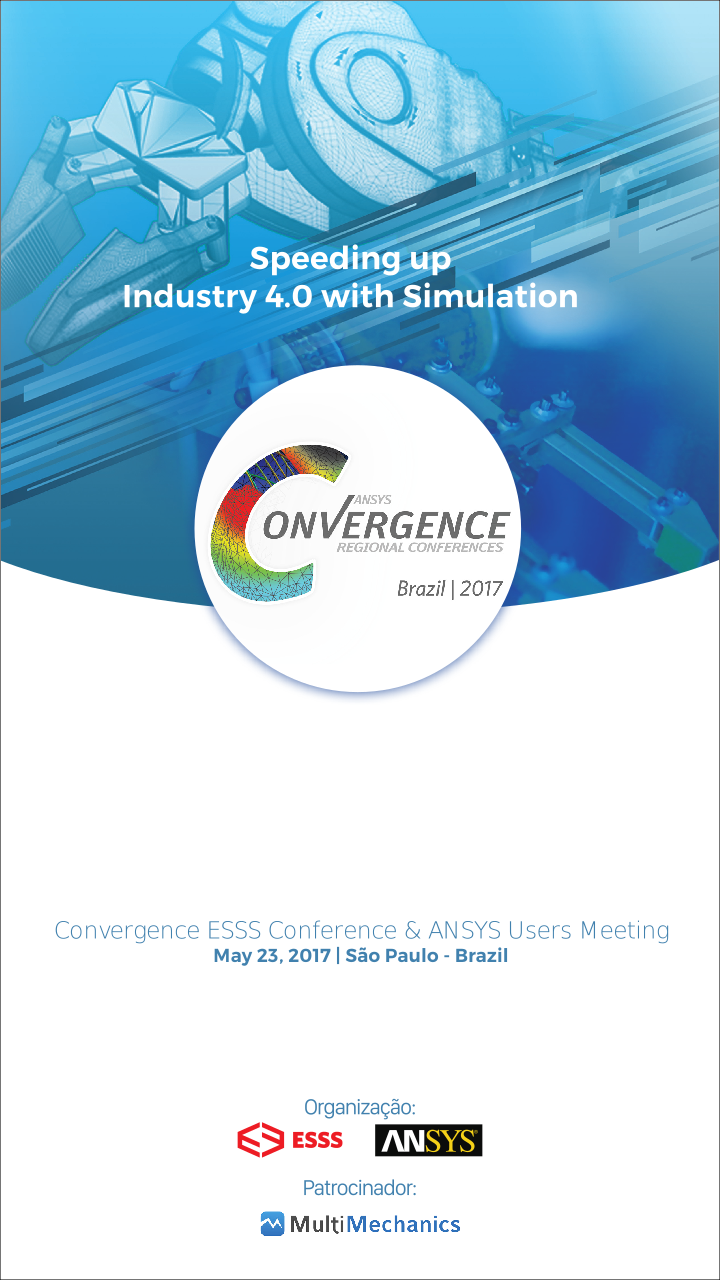 Speeding up
Industry 4.0 with Simulation
ANSYS
CONVERGENCE
REGIONAL CONFERENCES
Brazil | 2017
Convergence ESSS Conference & ANSYS Users Meeting
May 23, 2017 | São Paulo - Brazil
Organização:
ESSS ANSYS®
Patrocinador:
MultiMechanics